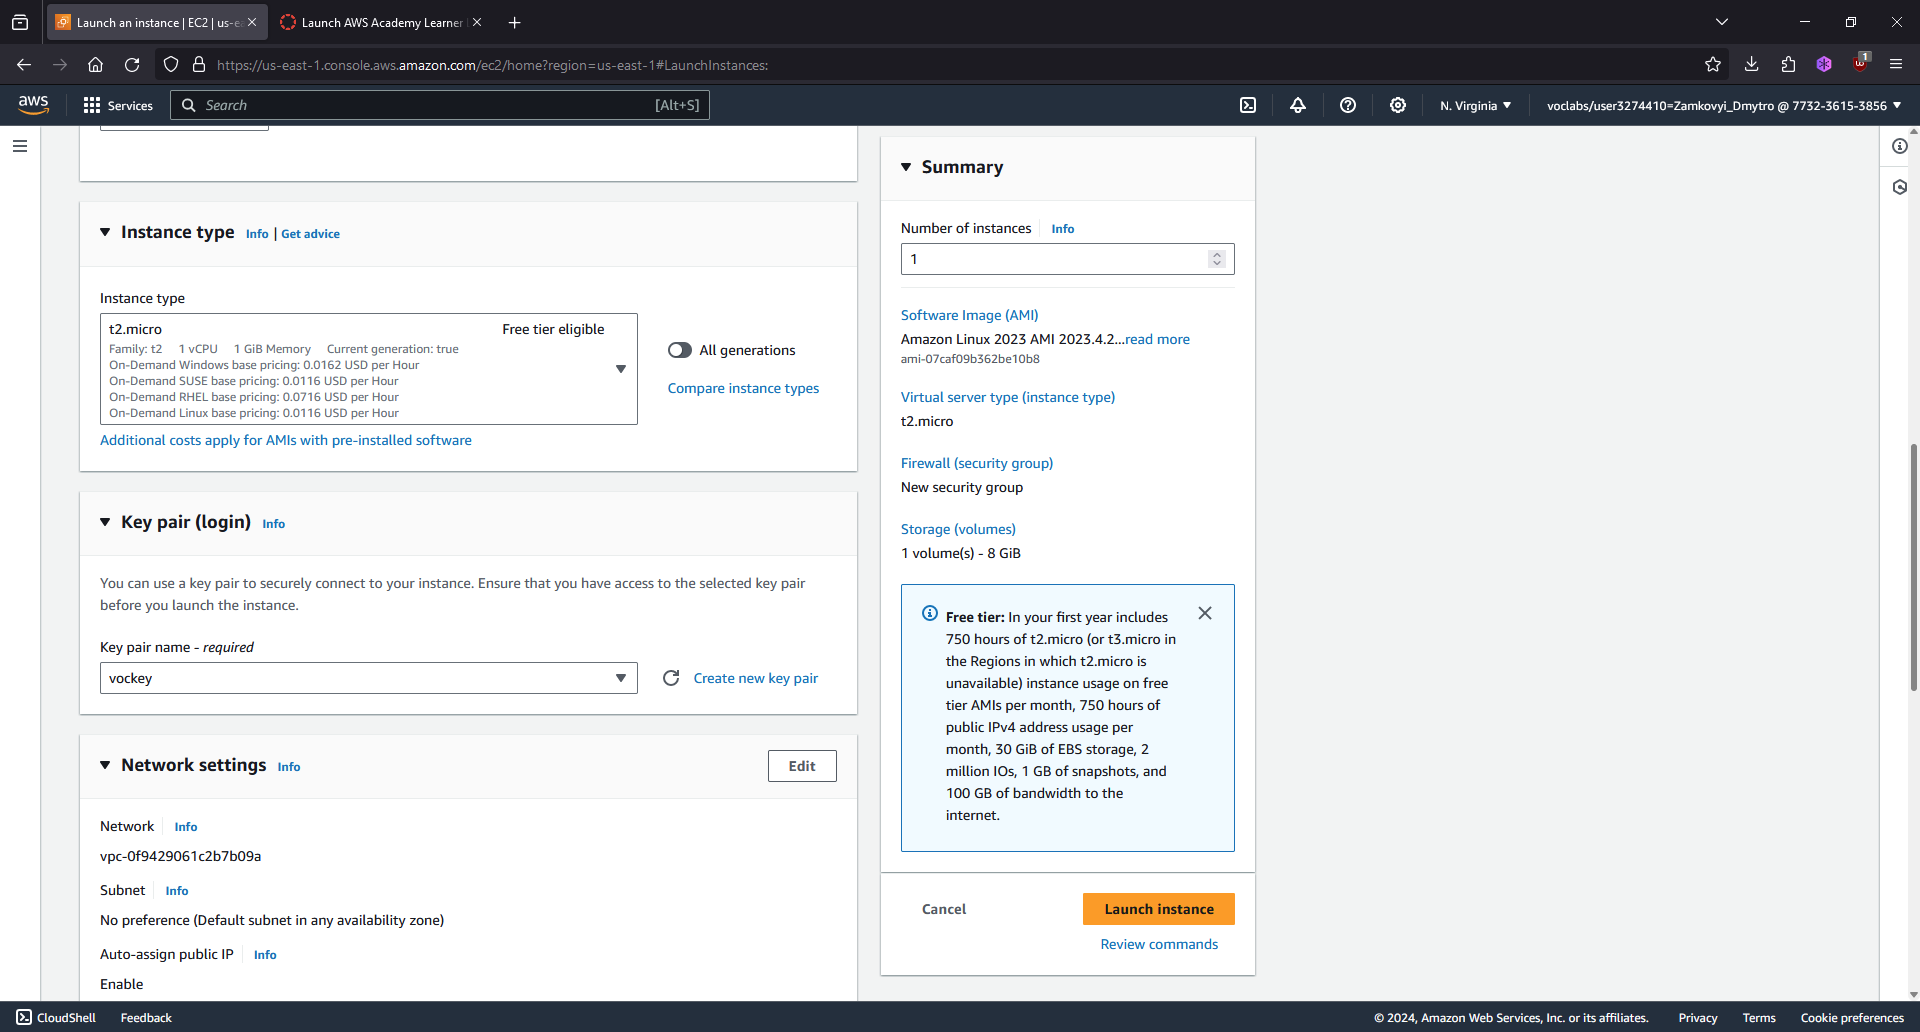 Launch an instance | EC2 | us-ea
Launch AWS Academy Learner
https://us-east-1.console.aws.amazon.com/ec2/home?region=us-east-1#LaunchInstances:
1
aws
Services
Search
[Alt+S]
N. Virginia
voclabs/user3274410=Zamkovyi_Dmytro @ 7732-3615-3856
Instance type
Info | Get advice
Instance type
t2.micro
Free tier eligible
Family: t2 1 vCPU 1 GiB Memory Current generation: true
On-Demand Windows base pricing: 0.0162 USD per Hour
On-Demand SUSE base pricing: 0.0116 USD per Hour
On-Demand RHEL base pricing: 0.0716 USD per Hour
On-Demand Linux base pricing: 0.0116 USD per Hour
All generations
Compare instance types
Additional costs apply for AMIs with pre-installed software
Key pair (login)
Info
You can use a key pair to securely connect to your instance. Ensure that you have access to the selected key pair
before you launch the instance.
Key pair name - required
vockey
Create new key pair
Network settings
Info
Edit
Network
Info
vpc-0f9429061c2b7b09a
Subnet
Info
No preference (Default subnet in any availability zone)
Auto-assign public IP
Info
Enable
Summary
Number of instances
Info
1
Software Image (AMI)
Amazon Linux 2023 AMI 2023.4.2...read more
ami-07caf09b362be10b8
Virtual server type (instance type)
t2.micro
Firewall (security group)
New security group
Storage (volumes)
1 volume(s) - 8 GiB
Free tier: In your first year includes
750 hours of t2.micro (or t3.micro in
the Regions in which t2.micro is
unavailable) instance usage on free
tier AMIs per month, 750 hours of
public IPv4 address usage per
month, 30 GiB of EBS storage, 2
million IOs, 1 GB of snapshots, and
100 GB of bandwidth to the
internet.
Cancel
Launch instance
Review commands
CloudShell
Feedback
© 2024, Amazon Web Services, Inc. or its affiliates.
Privacy
Terms
Cookie preferences